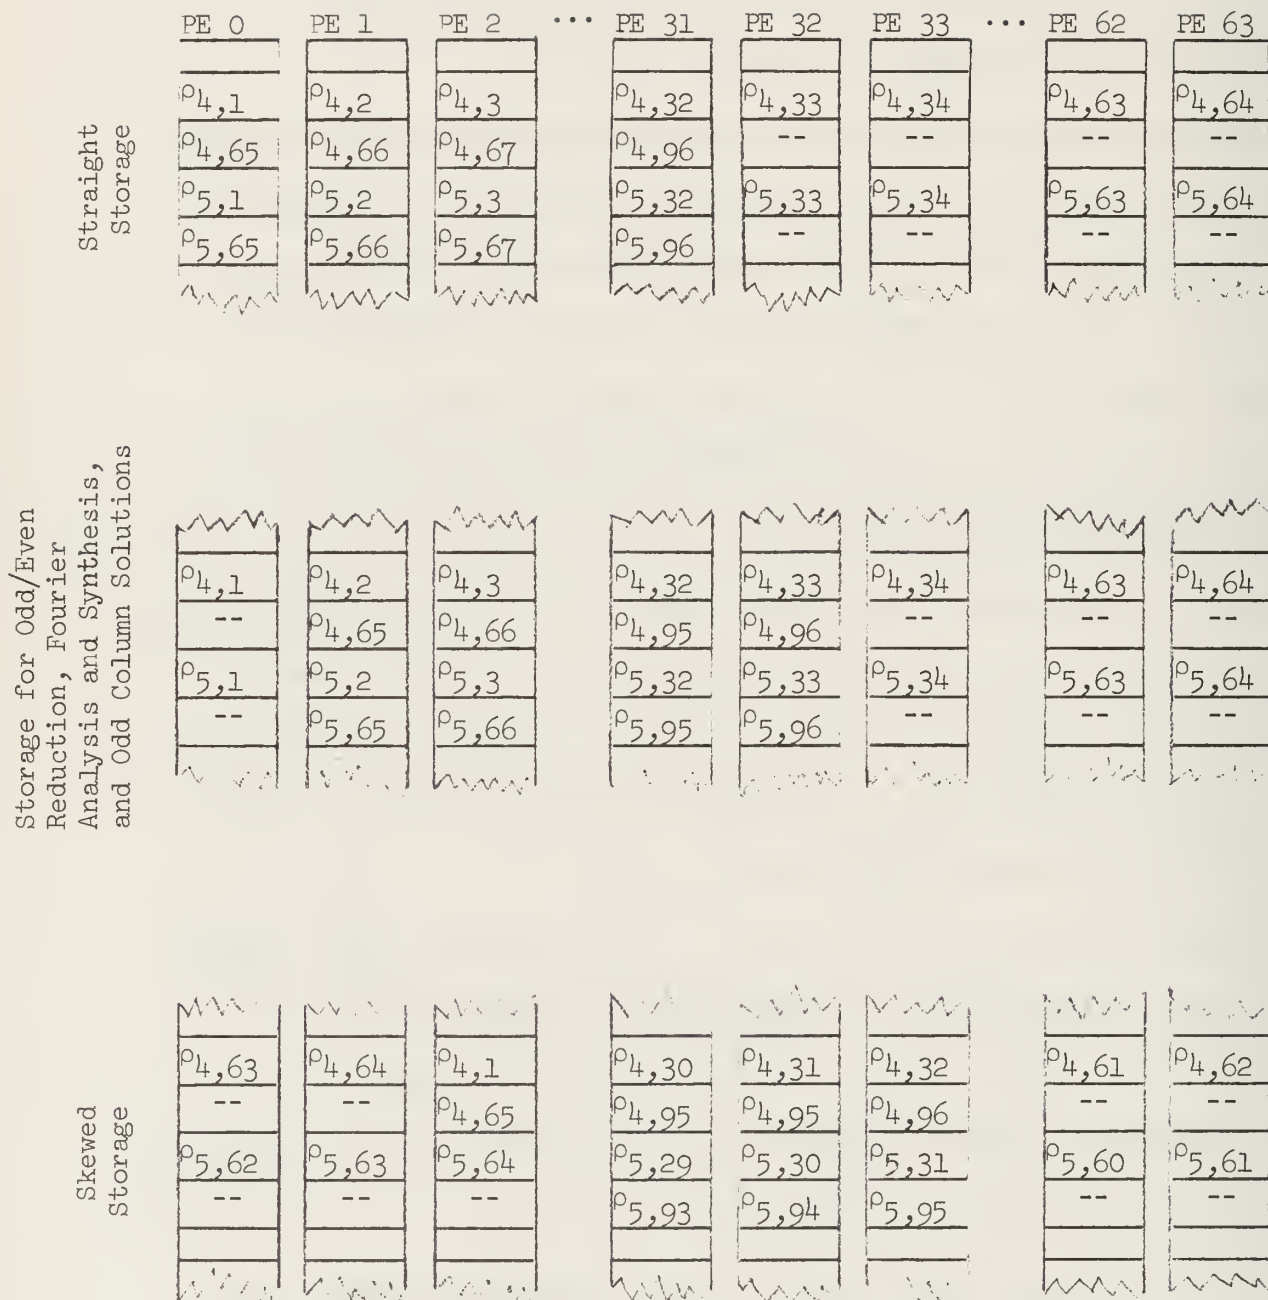 PE 0 PE 1 PE 2 ... PE 31 PE 32 PE 33 ... PE 62 PE 63
Straight
Storage
ρ4,1 ρ4,2 ρ4,3 ρ4,32 ρ4,33 ρ4,34 ρ4,63 ρ4,64
ρ4,65 ρ4,66 ρ4,67 ρ4,96 -- -- -- --
ρ5,1 ρ5,2 ρ5,3 ρ5,32 ρ5,33 ρ5,34 ρ5,63 ρ5,64
ρ5,65 ρ5,66 ρ5,67 ρ5,96 -- -- -- --
Storage for Odd/Even
Reduction, Fourier
Analysis and Synthesis,
and Odd Column Solutions
ρ4,1 ρ4,2 ρ4,3 ρ4,32 ρ4,33 ρ4,34 ρ4,63 ρ4,64
-- ρ4,65 ρ4,66 ρ4,95 ρ4,96 -- -- --
ρ5,1 ρ5,2 ρ5,3 ρ5,32 ρ5,33 ρ5,34 ρ5,63 ρ5,64
-- ρ5,65 ρ5,66 ρ5,95 ρ5,96 -- -- --
Skewed
Storage
ρ4,63 ρ4,64 ρ4,1 ρ4,30 ρ4,31 ρ4,32 ρ4,61 ρ4,62
-- -- ρ4,65 ρ4,95 ρ4,95 ρ4,96 -- --
ρ5,62 ρ5,63 ρ5,64 ρ5,29 ρ5,30 ρ5,31 ρ5,60 ρ5,61
-- -- -- ρ5,93 ρ5,94 ρ5,95 -- --